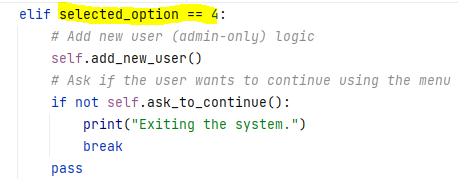 elif selected_option == 4:
    # Add new user (admin-only) logic
    self.add_new_user()
    # Ask if the user wants to continue using the menu
    if not self.ask_to_continue():
        print("Exiting the system.")
        break
    pass